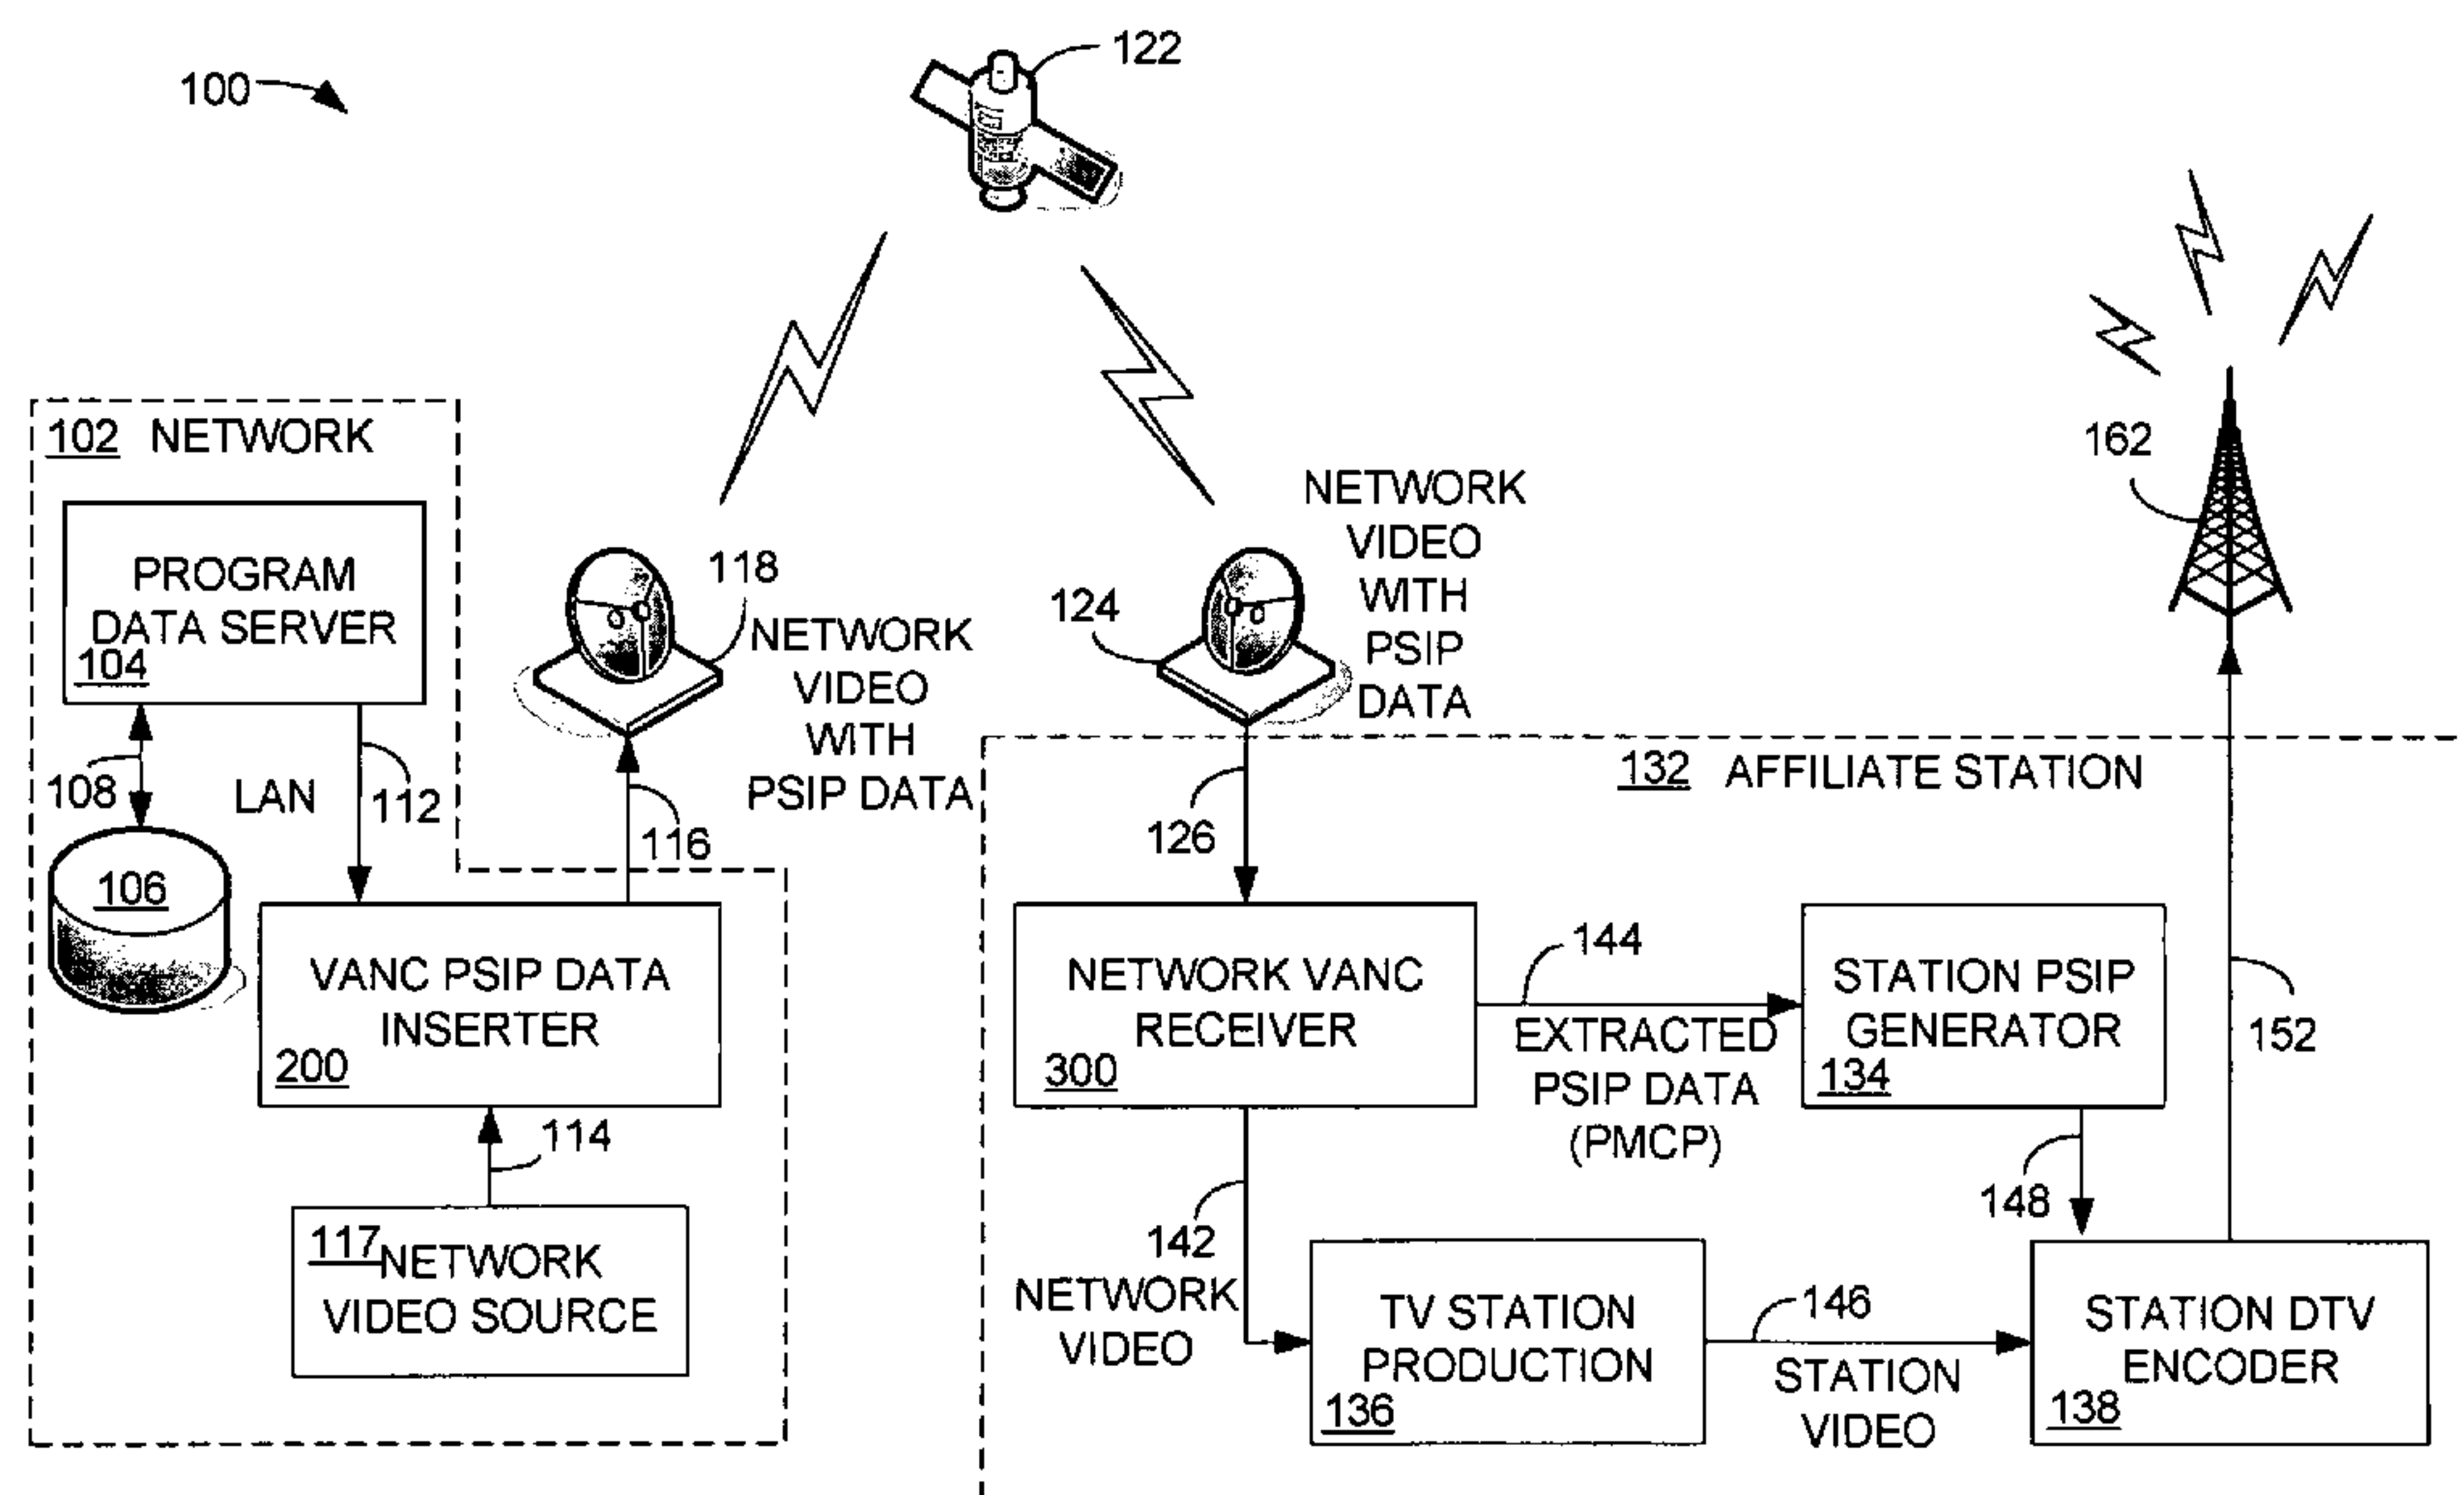 100
122
102 NETWORK
PROGRAM
DATA SERVER
104
108
LAN
112
106
118
NETWORK
VIDEO
WITH
PSIP DATA
116
VANC PSIP DATA
INSERTER
200
114
117
NETWORK
VIDEO SOURCE
NETWORK
VIDEO
WITH
PSIP
DATA
124
162
132 AFFILIATE STATION
126
NETWORK VANC
RECEIVER
300
144
EXTRACTED
PSIP DATA
(PMCP)
STATION PSIP
GENERATOR
134
152
148
142
NETWORK
VIDEO
TV STATION
PRODUCTION
136
146
STATION
VIDEO
STATION DTV
ENCODER
138